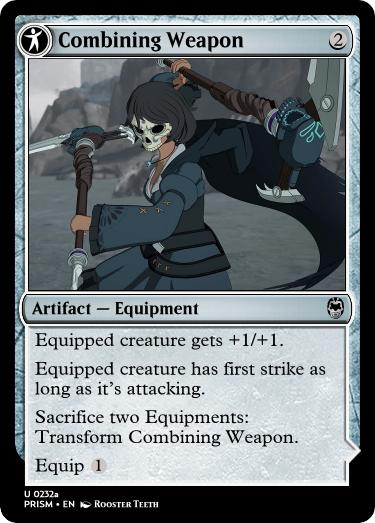 Combining Weapon 2
Artifact — Equipment
Equipped creature gets +1/+1.
Equipped creature has first strike as
long as it's attacking.
Sacrifice two Equipments:
Transform Combining Weapon.
Equip 1
U 0232a
PRISM • EN Rooster Teeth